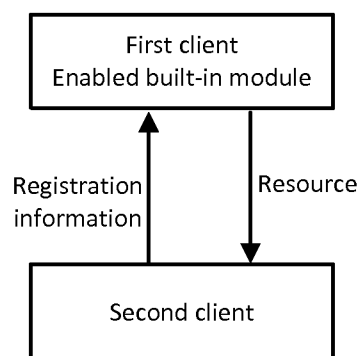 First client
Enabled built-in module
Registration
information
Resource
Second client